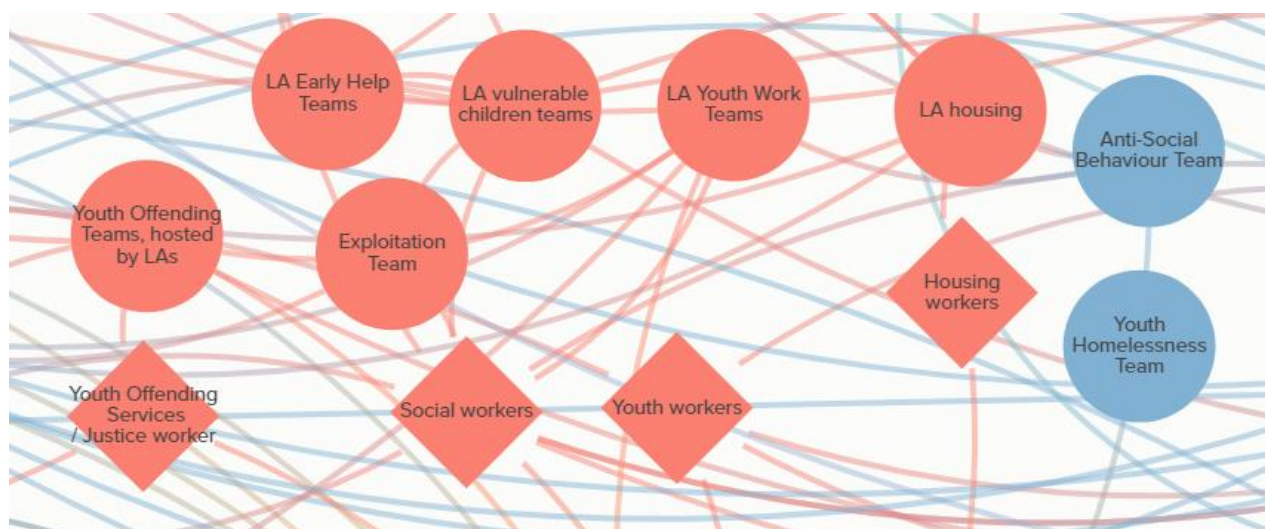 LA Early Help
Teams
LA vulnerable
children teams
LA Youth Work
Teams
LA housing
Anti-Social
Behaviour Team
Youth Offending
Teams, hosted
by LAs
Exploitation
Team
Housing
workers
Youth
Homelessness
Team
Youth Offending
Services
/ Justice worker
Social workers
Youth workers